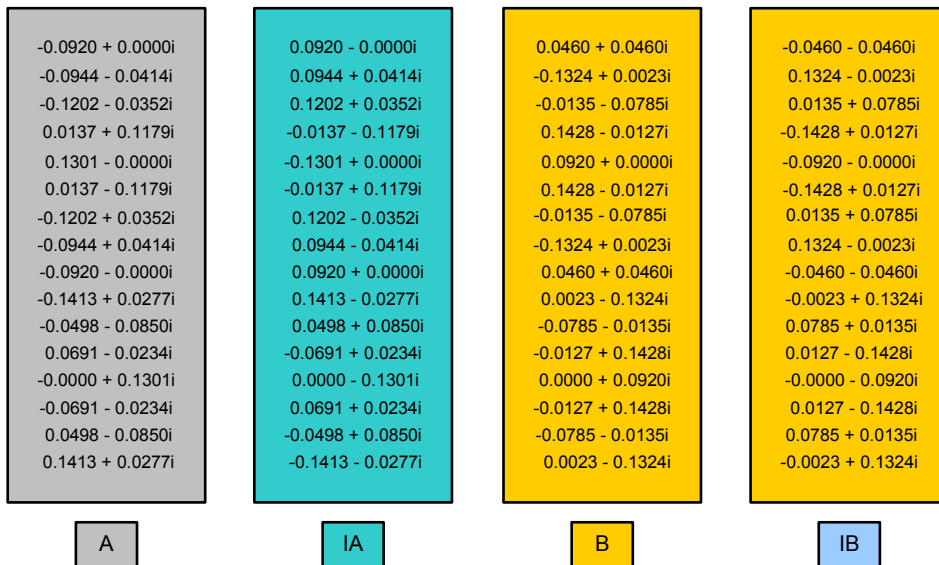 -0.0920 + 0.0000i
-0.0944 - 0.0414i
-0.1202 - 0.0352i
0.0137 + 0.1179i
0.1301 - 0.0000i
0.0137 - 0.1179i
-0.1202 + 0.0352i
-0.0944 + 0.0414i
-0.0920 - 0.0000i
-0.1413 + 0.0277i
-0.0498 - 0.0850i
0.0691 - 0.0234i
-0.0000 + 0.1301i
-0.0691 - 0.0234i
0.0498 - 0.0850i
0.1413 + 0.0277i
A
0.0920 - 0.0000i
0.0944 + 0.0414i
0.1202 + 0.0352i
-0.0137 - 0.1179i
-0.1301 + 0.0000i
-0.0137 + 0.1179i
0.1202 - 0.0352i
0.0944 - 0.0414i
0.0920 + 0.0000i
0.1413 - 0.0277i
0.0498 + 0.0850i
-0.0691 + 0.0234i
0.0000 - 0.1301i
0.0691 + 0.0234i
-0.0498 + 0.0850i
-0.1413 - 0.0277i
IA
0.0460 + 0.0460i
-0.1324 + 0.0023i
-0.0135 - 0.0785i
0.1428 - 0.0127i
0.0920 + 0.0000i
0.1428 - 0.0127i
-0.0135 - 0.0785i
-0.1324 + 0.0023i
0.0460 + 0.0460i
0.0023 - 0.1324i
-0.0785 - 0.0135i
-0.0127 + 0.1428i
0.0000 + 0.0920i
-0.0127 + 0.1428i
-0.0785 - 0.0135i
0.0023 - 0.1324i
B
-0.0460 - 0.0460i
0.1324 - 0.0023i
0.0135 + 0.0785i
-0.1428 + 0.0127i
-0.0920 - 0.0000i
-0.1428 + 0.0127i
0.0135 + 0.0785i
0.1324 - 0.0023i
-0.0460 - 0.0460i
-0.0023 + 0.1324i
0.0785 + 0.0135i
0.0127 - 0.1428i
-0.0000 - 0.0920i
0.0127 - 0.1428i
0.0785 + 0.0135i
-0.0023 + 0.1324i
IB